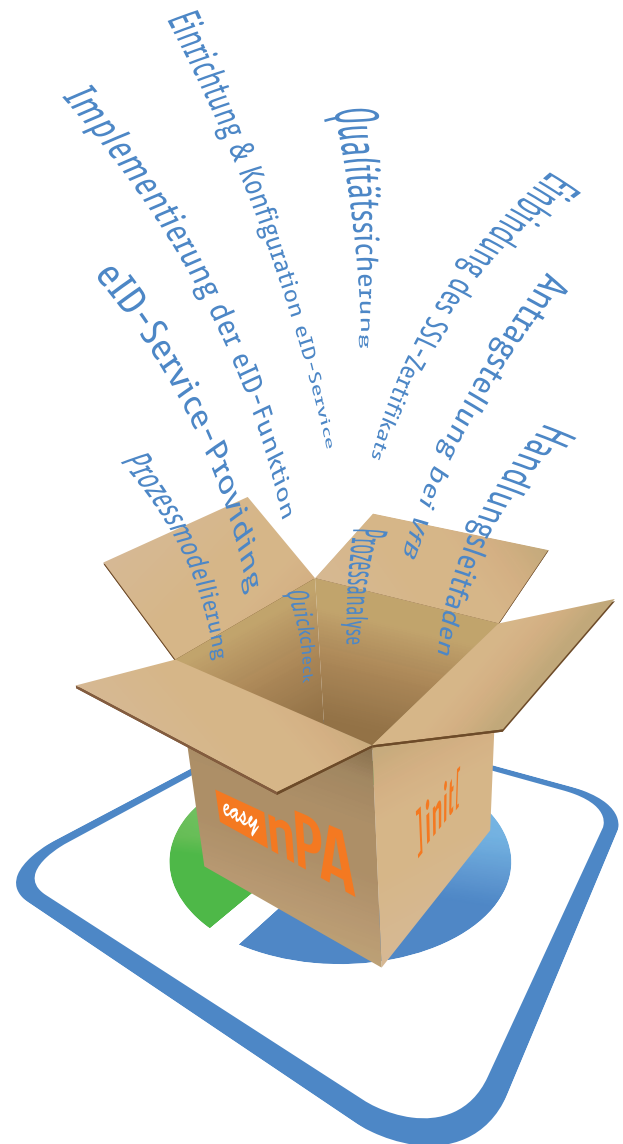 Einrichtung & Konfiguration eID-Service
Implementierung der eID-Funktion
Qualitätssicherung
Einbindung des SSL-Zertifikats
eID-Service-Providing
Antragstellung bei VfB
Handlungsleitfaden
Prozessmodellierung
Prozessanalyse
Quickcheck
easy nPA
]init[